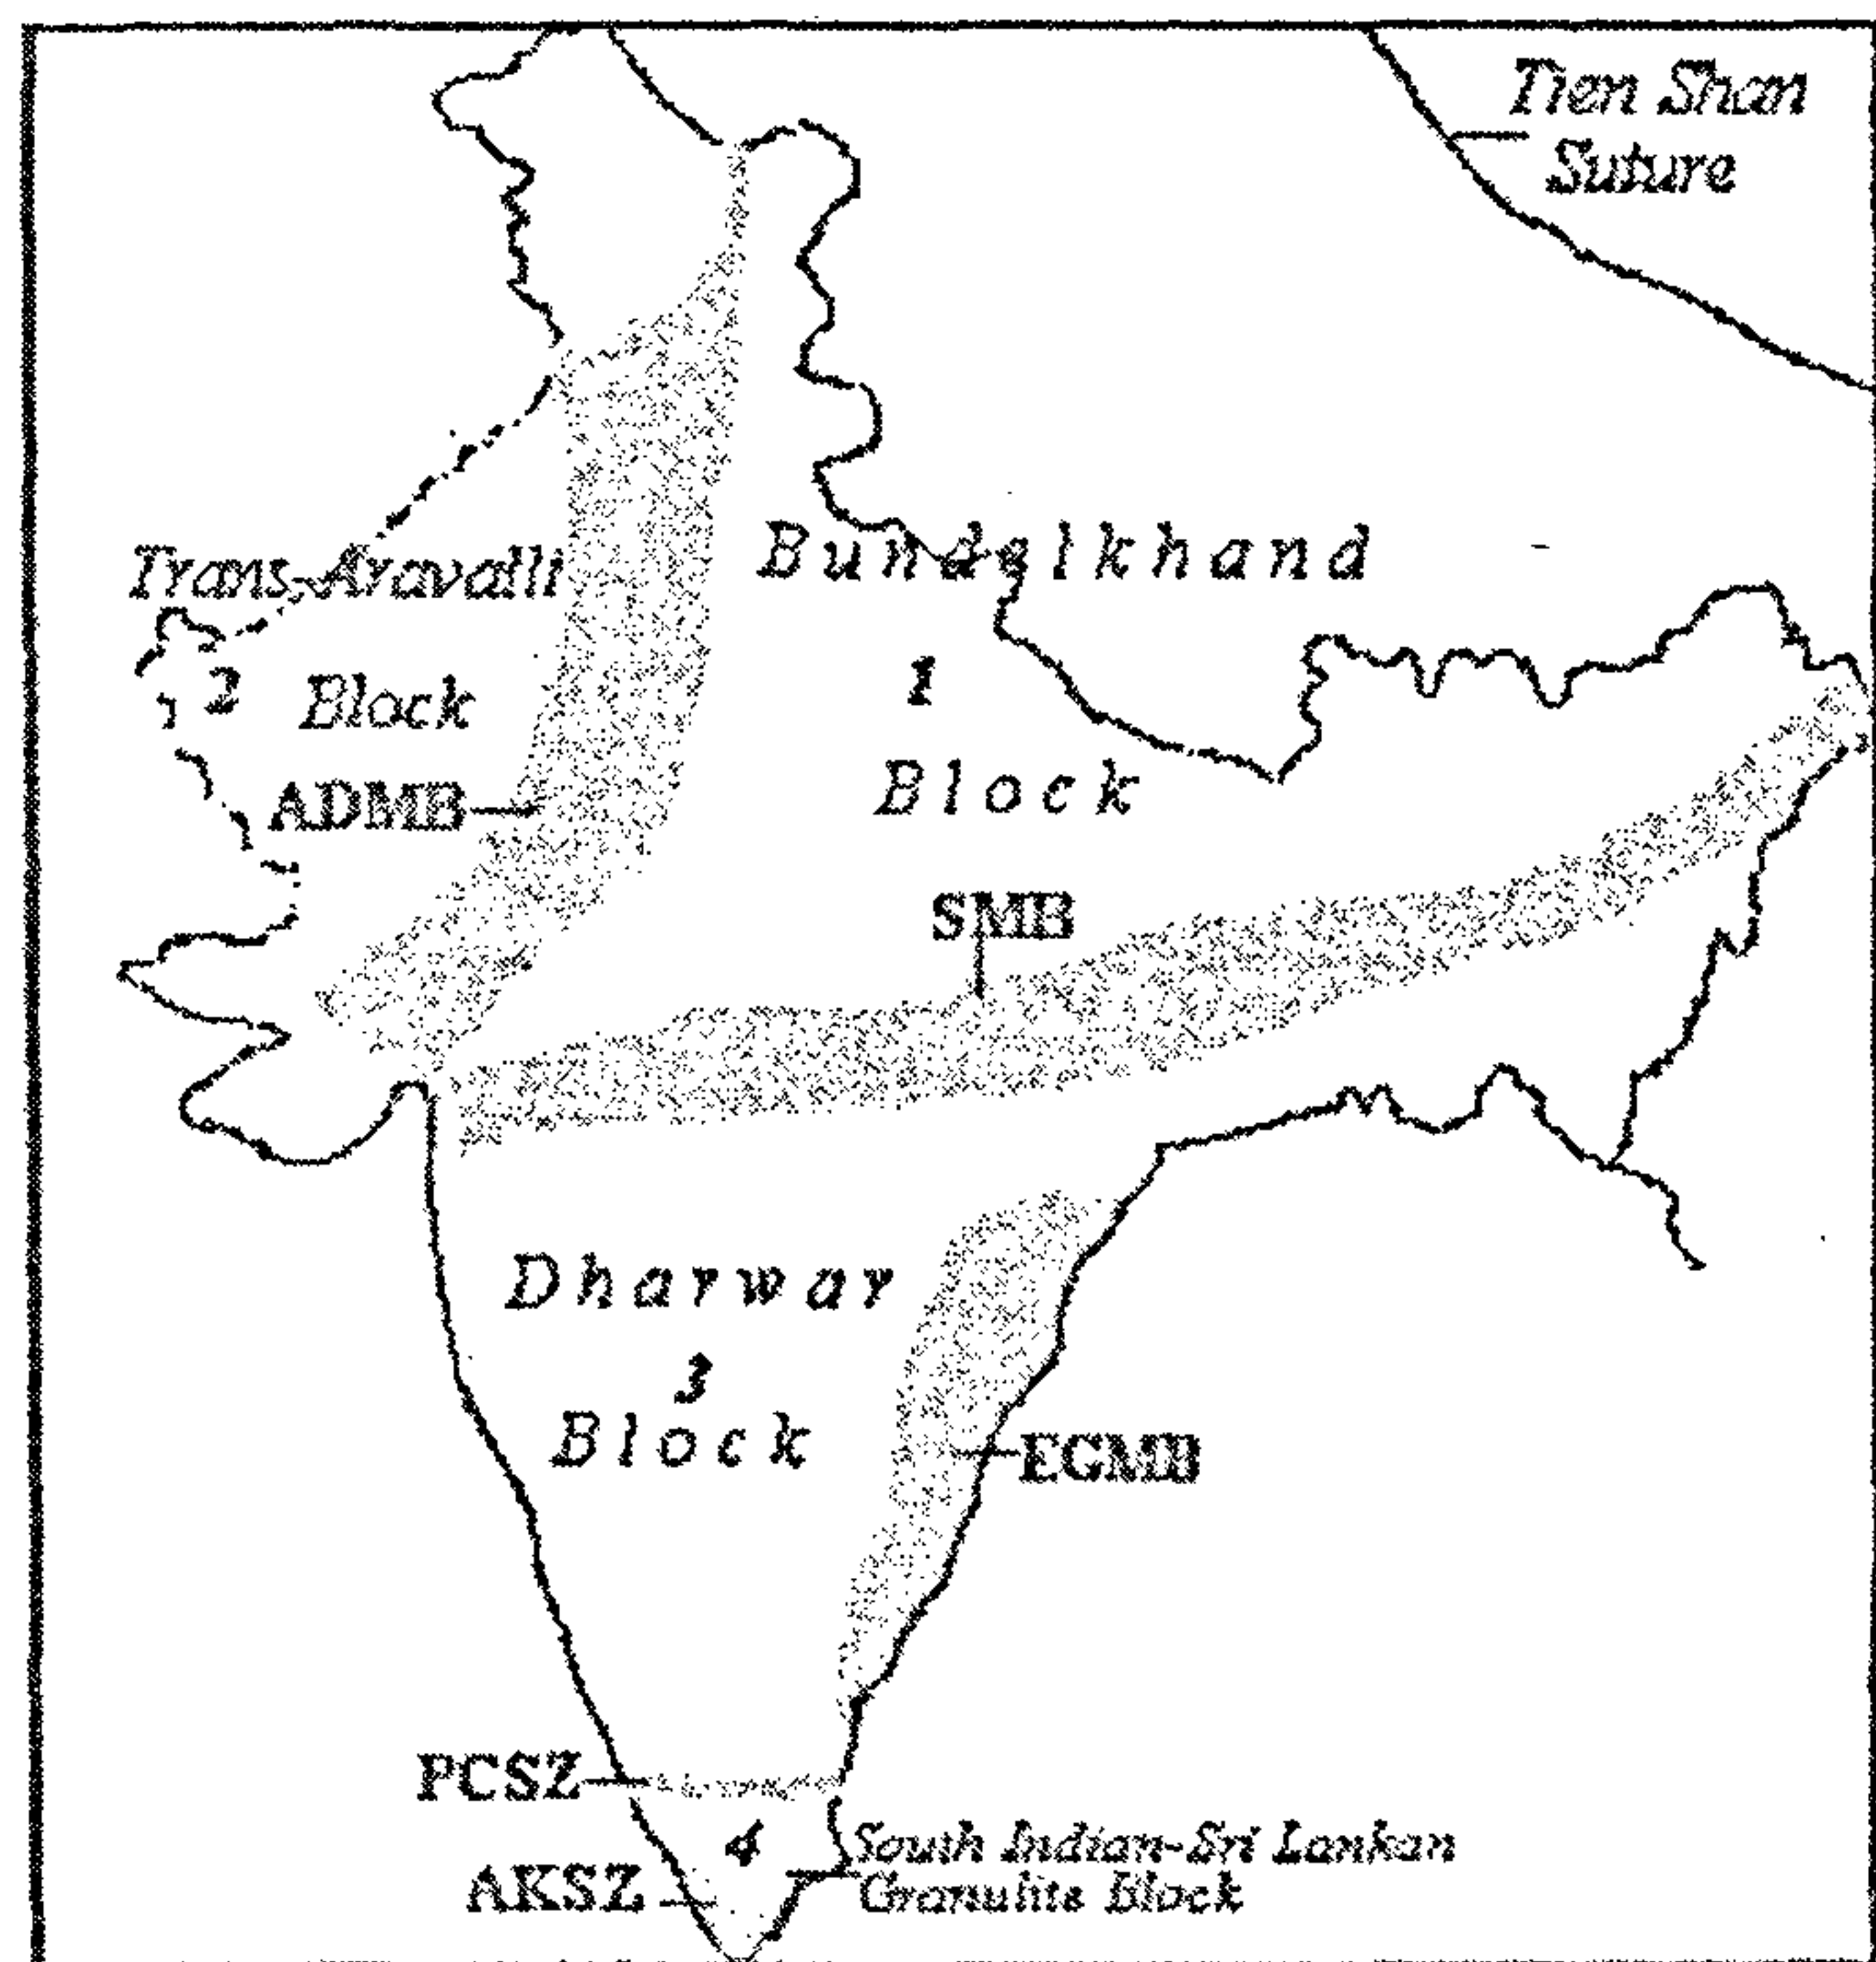 Tien Shan
Suture
Bundelkhand
Trans-Aravalli
1
2 Block
Block
ADMB
SMB
Dharwar
3
Block
EGMB
PCSZ
4
South Indian-Sri Lankan
AKSZ
Granulite Block